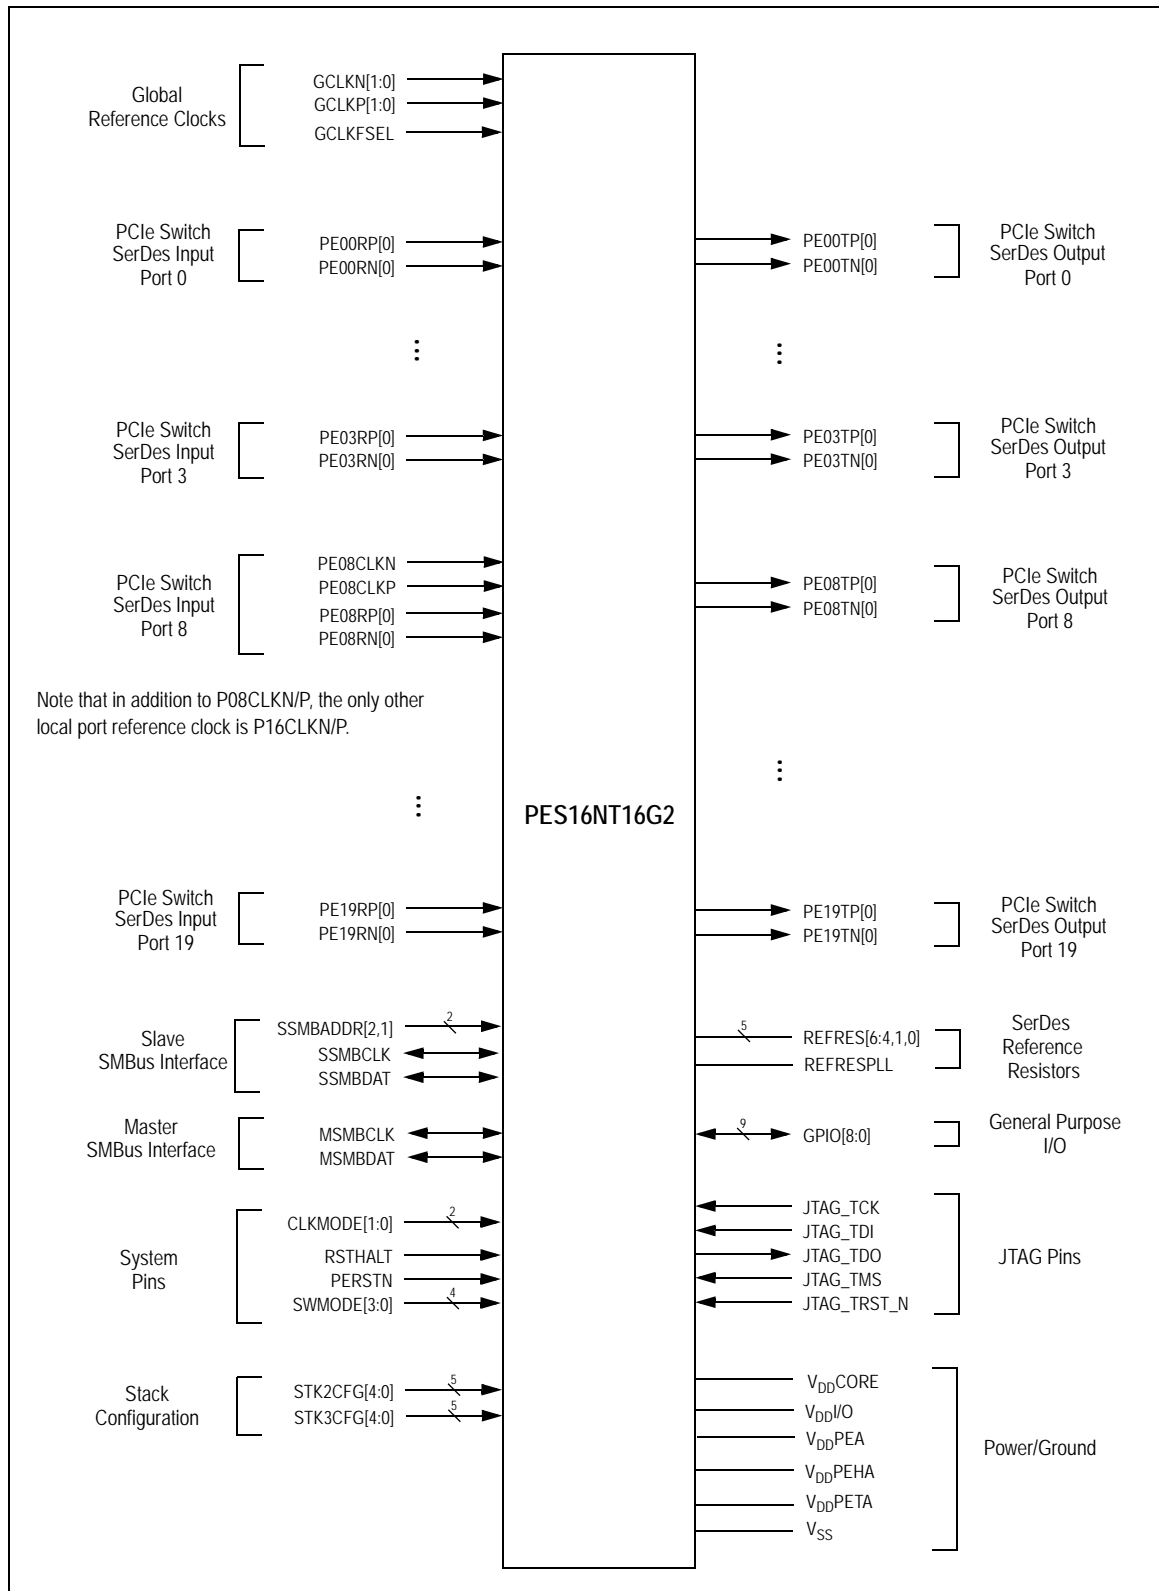 Global
Reference Clocks
GCLKN[1:0]
GCLKP[1:0]
GCLKFSEL
PCIe Switch
SerDes Input
Port 0
PE00RP[0]
PE00RN[0]
PE00TP[0]
PE00TN[0]
PCIe Switch
SerDes Output
Port 0
PCIe Switch
SerDes Input
Port 3
PE03RP[0]
PE03RN[0]
PE03TP[0]
PE03TN[0]
PCIe Switch
SerDes Output
Port 3
PCIe Switch
SerDes Input
Port 8
PE08CLKN
PE08CLKP
PE08RP[0]
PE08RN[0]
PE08TP[0]
PE08TN[0]
PCIe Switch
SerDes Output
Port 8
Note that in addition to P08CLKN/P, the only other
local port reference clock is P16CLKN/P.
PES16NT16G2
PCIe Switch
SerDes Input
Port 19
PE19RP[0]
PE19RN[0]
PE19TP[0]
PE19TN[0]
PCIe Switch
SerDes Output
Port 19
Slave
SMBus Interface
SSMBADDR[2,1] 2
SSMBCLK
SSMBDAT
5 REFRES[6:4,1,0]
REFRESPLL
SerDes
Reference
Resistors
Master
SMBus Interface
MSMBCLK
MSMBDAT
9 GPIO[8:0]
General Purpose
I/O
System
Pins
CLKMODE[1:0] 2
RSTHALT
PERSTN
SWMODE[3:0] 4
JTAG_TCK
JTAG_TDI
JTAG_TDO
JTAG_TMS
JTAG_TRST_N
JTAG Pins
Stack
Configuration
STK2CFG[4:0] 5
STK3CFG[4:0] 5
VDDCORE
VDDI/O
VDDPEA
VDDPEHA
VDDPETA
VSS
Power/Ground